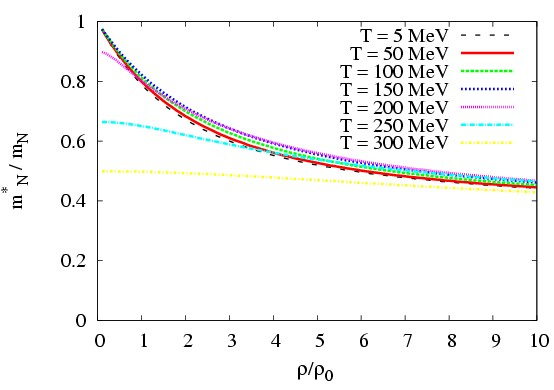 1
0.8
0.6
0.4
0.2
0
0 1 2 3 4 5 6 7 8 9 10
m*N / mN
ρ/ρ0
T = 5 MeV
T = 50 MeV
T = 100 MeV
T = 150 MeV
T = 200 MeV
T = 250 MeV
T = 300 MeV